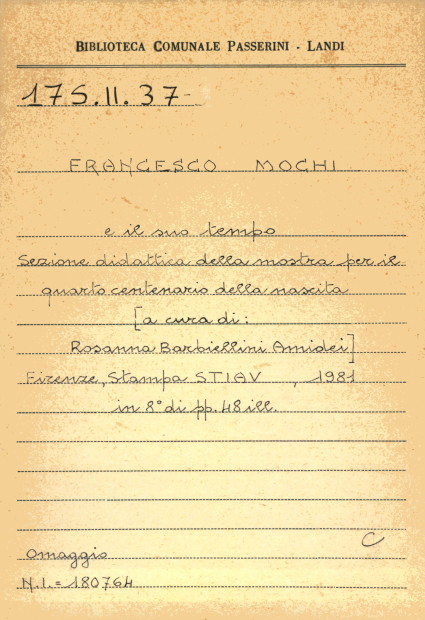 BIBLIOTECA COMUNALE PASSERINI - LANDI
175.II.37
FRANCESCO MOCHI
e il suo tempo
Sezione didattica della mostra per il
quarto centenario della nascita
[a cura di:
Rosanna Barbiellini Amidei]
Firenze, Stampa STIAV , 1981
in 8° di pp. 48 ill.
C
Omaggio
N.I.= 180764